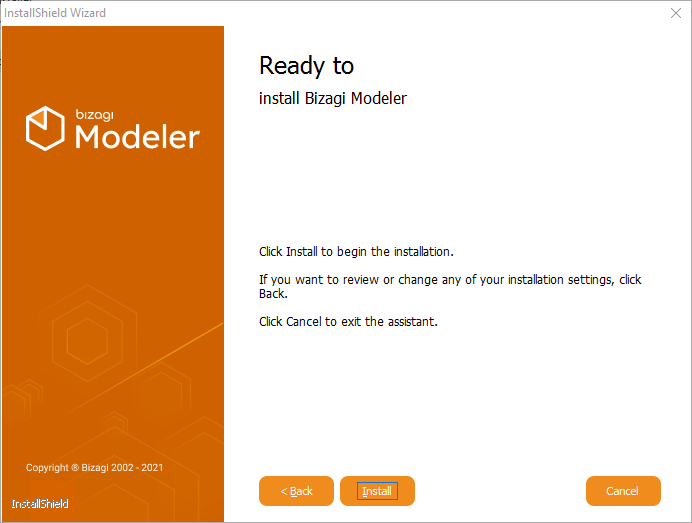 InstallShield Wizard
bizagi
Modeler
Ready to
install Bizagi Modeler
Click Install to begin the installation.
If you want to review or change any of your installation settings, click
Back.
Click Cancel to exit the assistant.
Copyright ® Bizagi 2002 - 2021
InstallShield
< Back
Install
Cancel